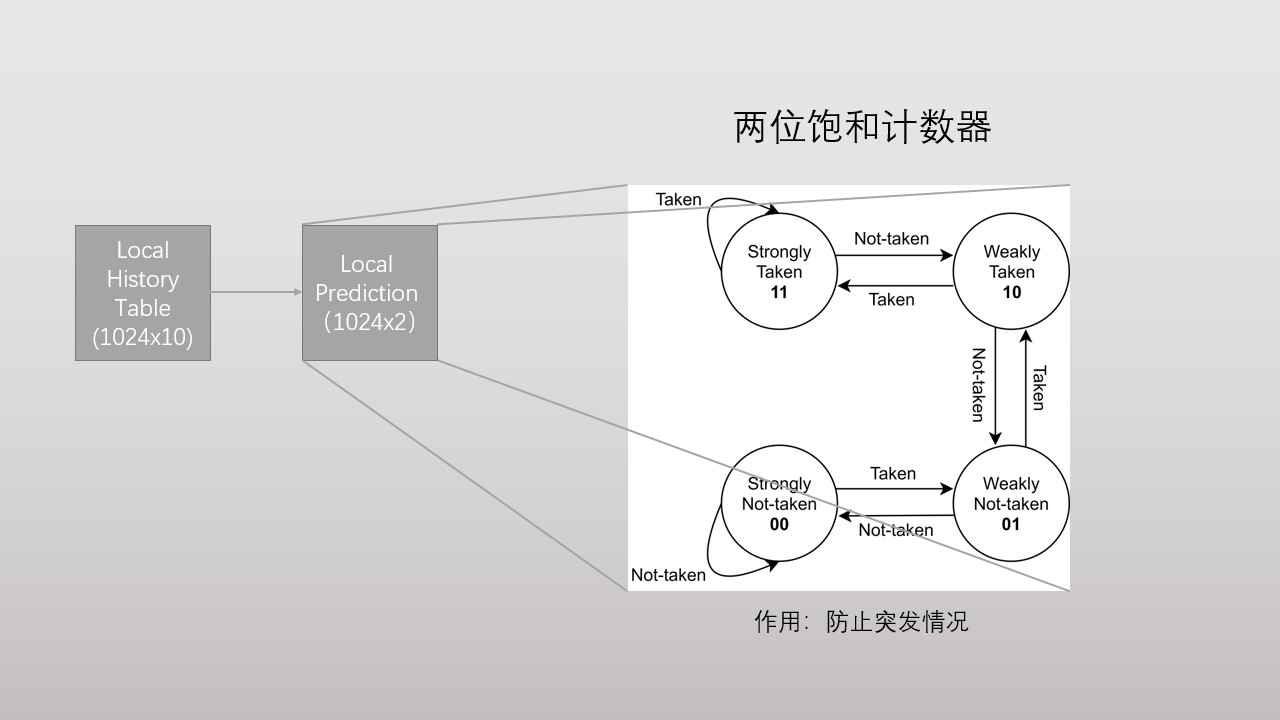 两位饱和计数器
Local
History
Table
(1024x10)
Local
Prediction
（1024x2）
Taken
Strongly
Taken
11
Not-taken
Taken
Weakly
Taken
10
Not-taken
Taken
Strongly
Not-taken
00
Taken
Not-taken
Weakly
Not-taken
01
Not-taken
作用：防止突发情况